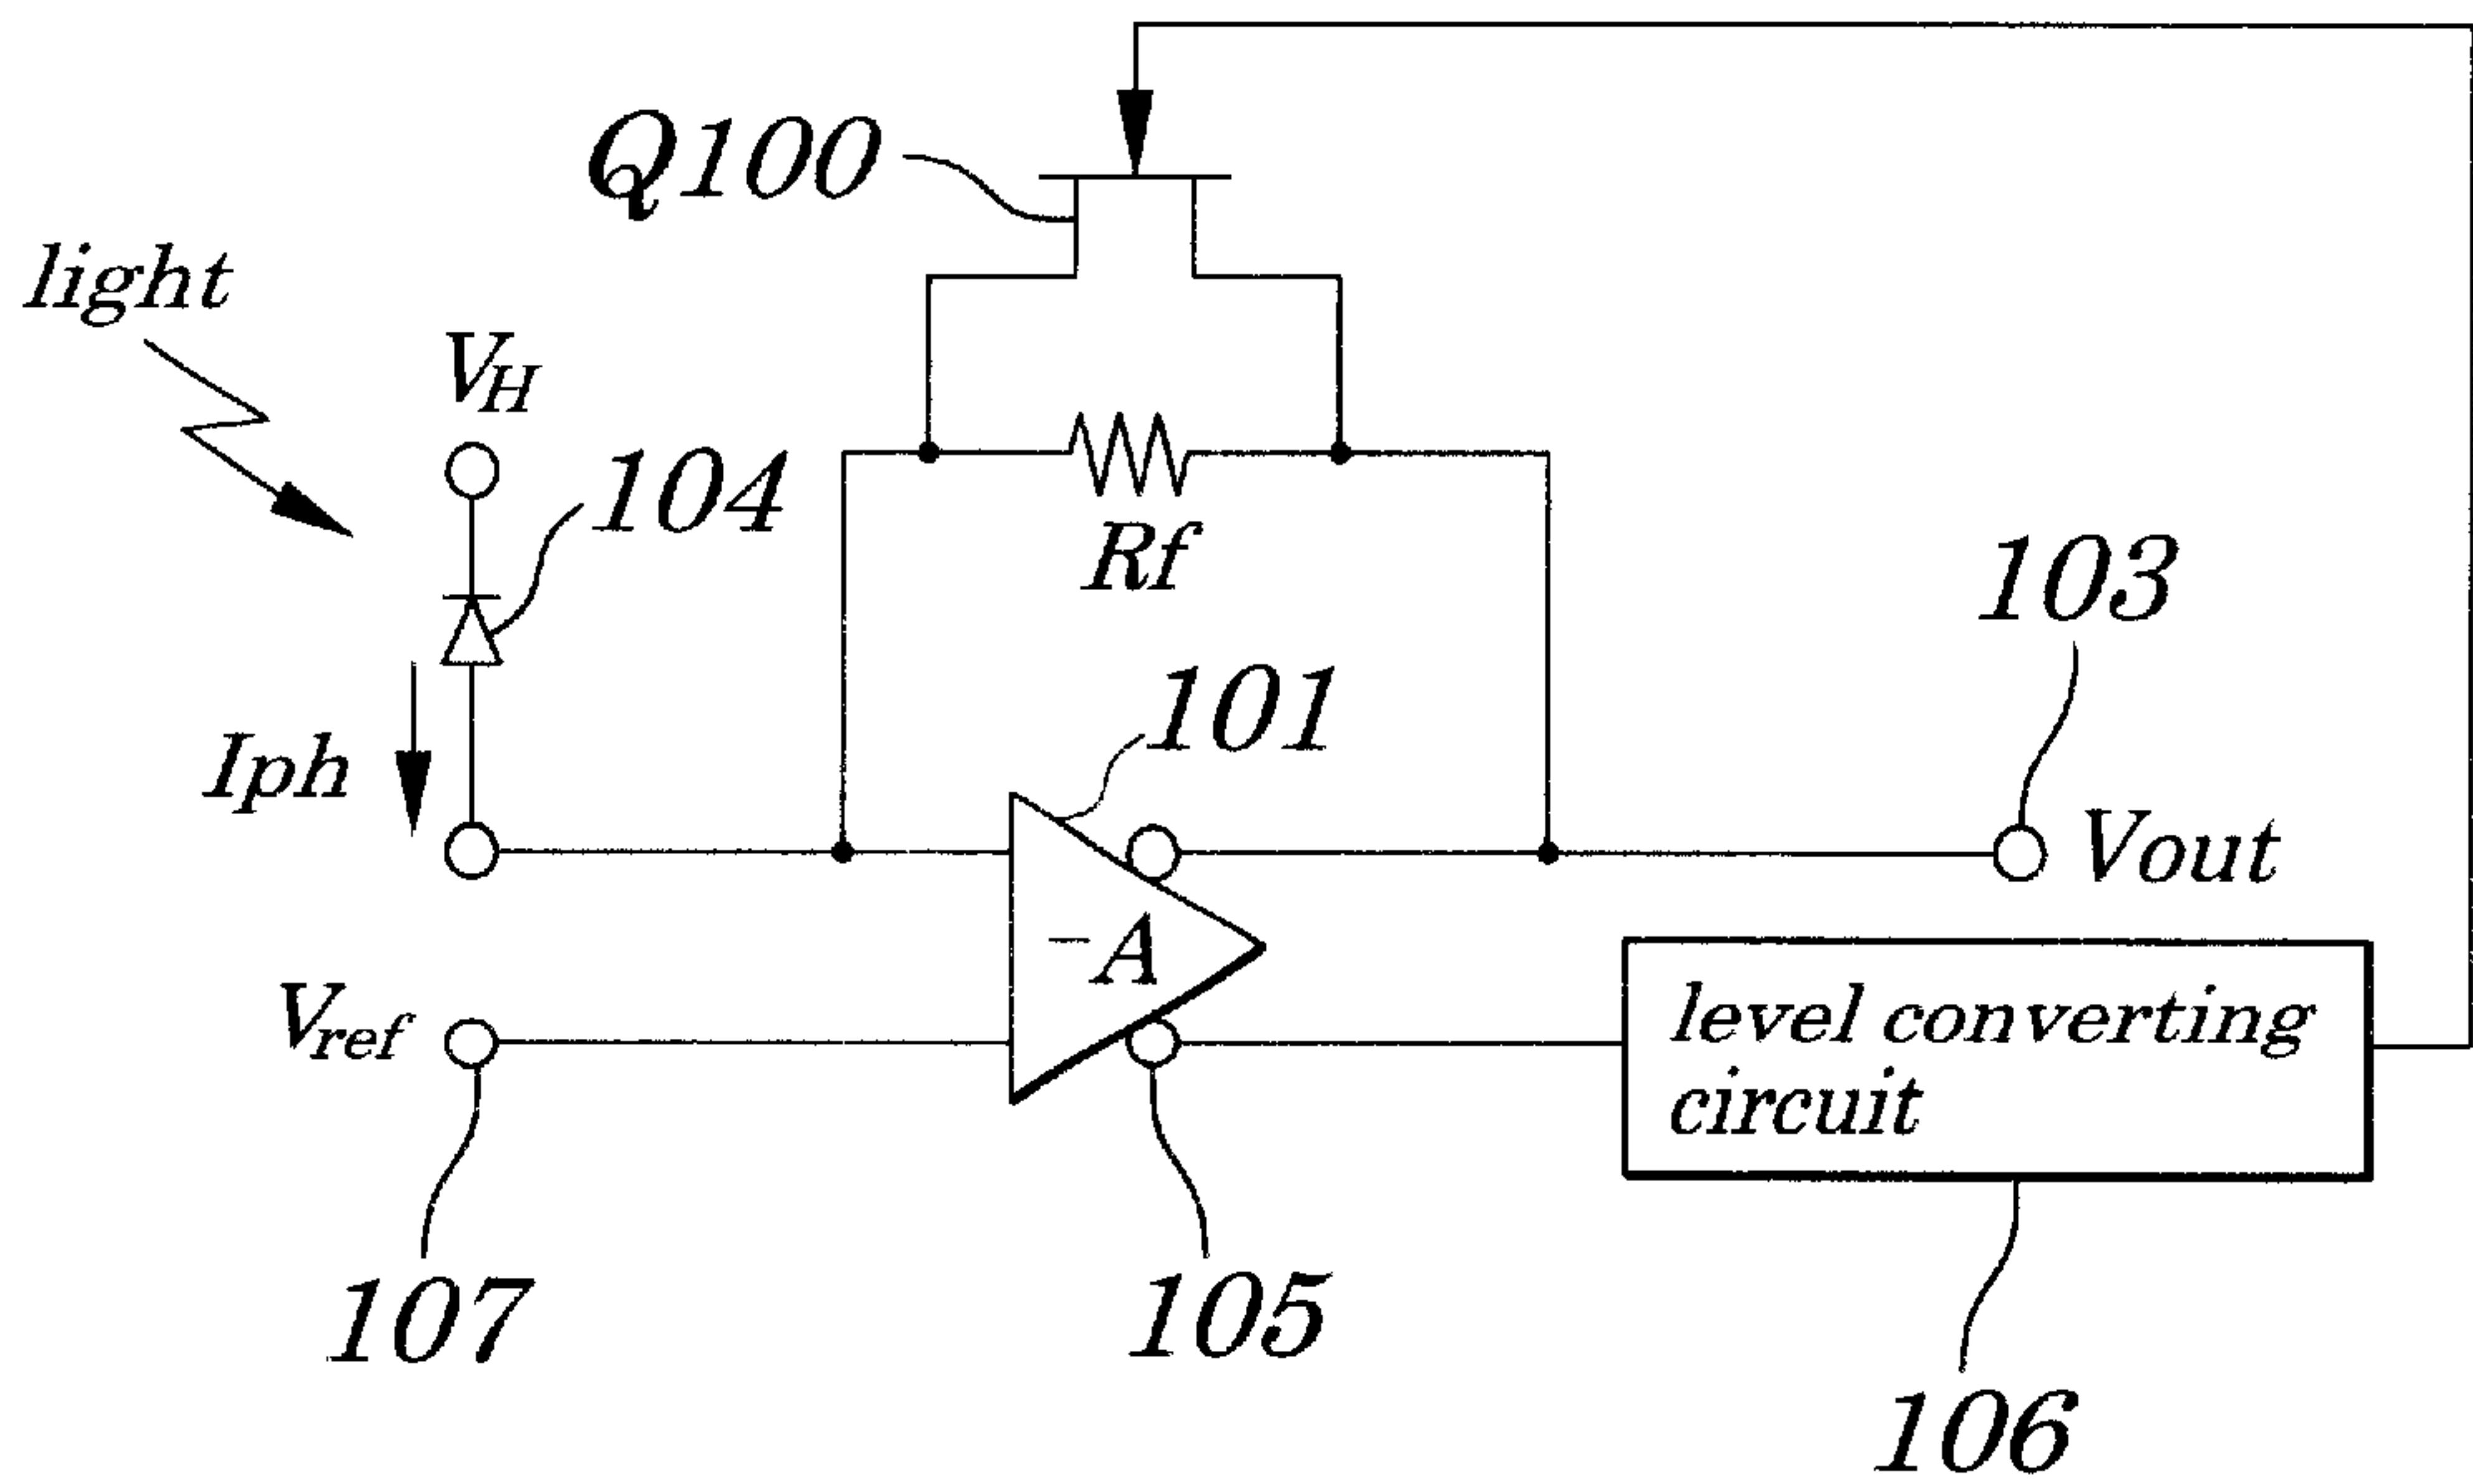 Q100
light
VH
104
Rf
103
101
Iph
Vout
-A
Vref
level converting
circuit
107
105
106